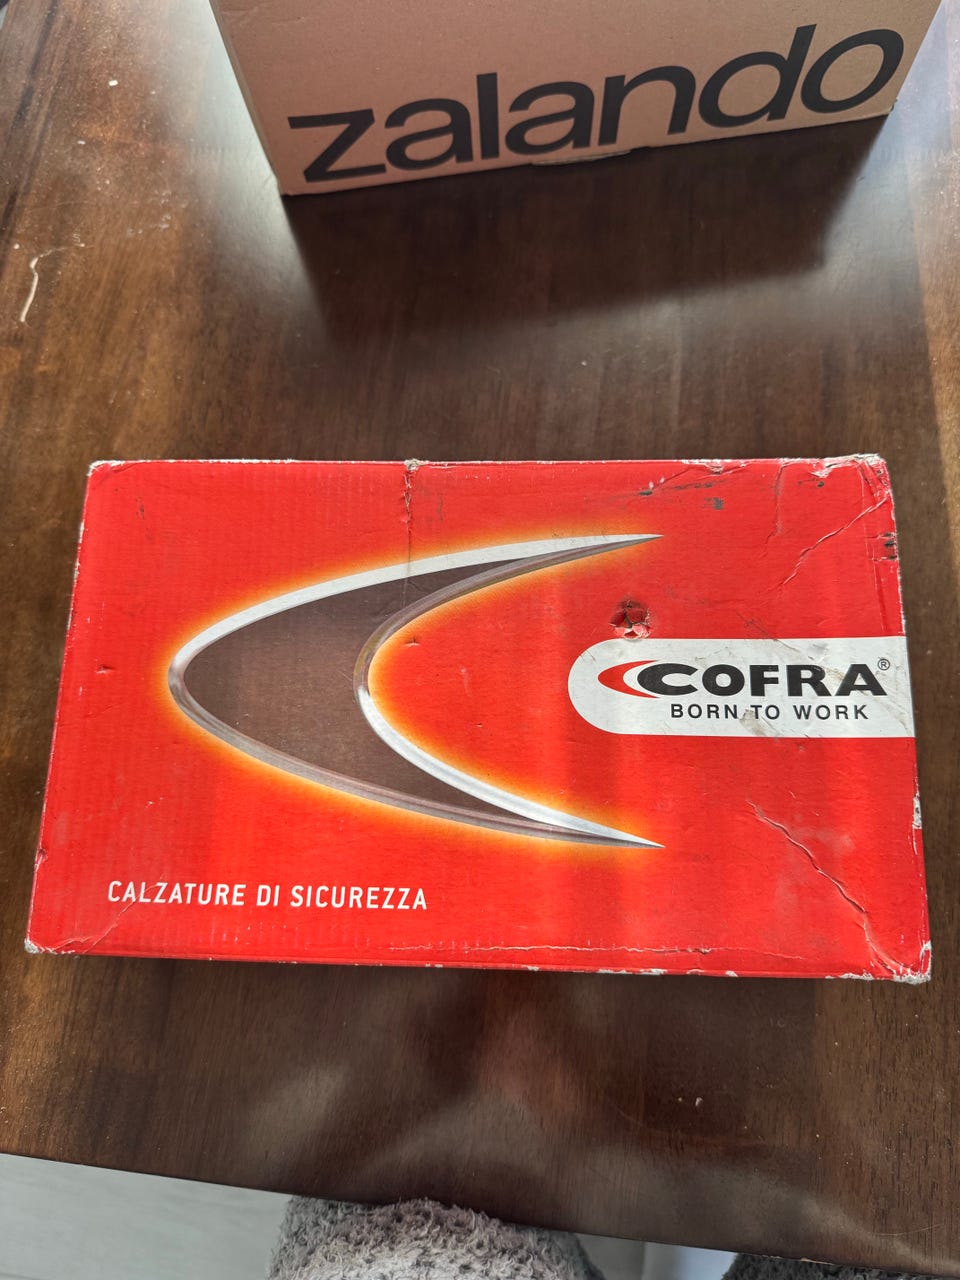 zalando
COFRA®
BORN TO WORK
CALZATURE DI SICUREZZA